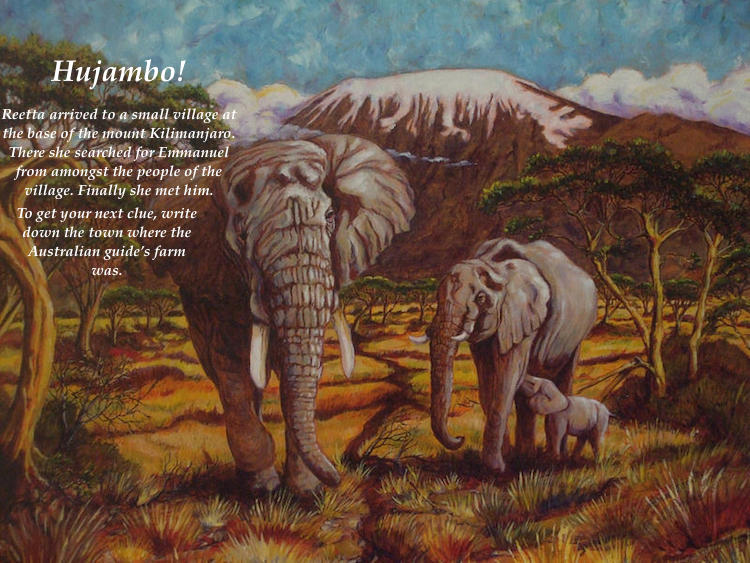 Hujambo!
Reetta arrived to a small village at
the base of the mount Kilimanjaro.
There she searched for Emmanuel
from amongst the people of the
village. Finally she met him.
To get your next clue, write
down the town where the
Australian guide's farm
was.